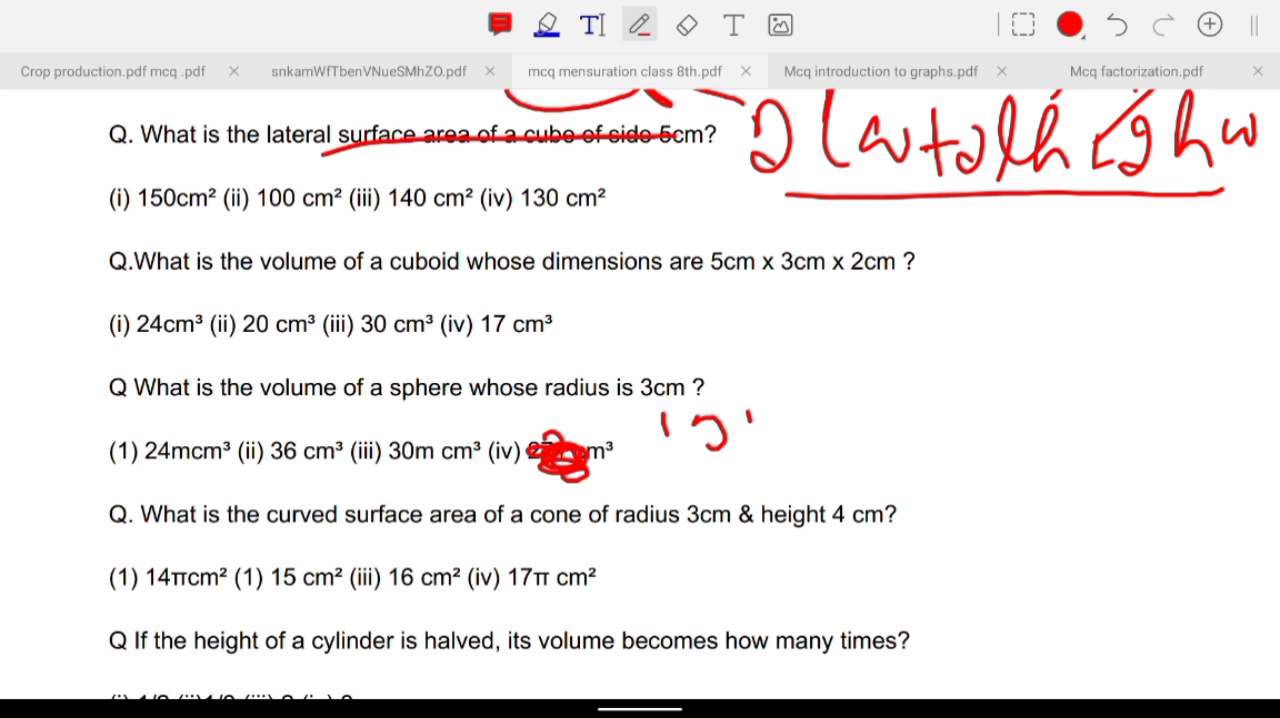 Crop production.pdf mcq .pdf × snkamWfTbenVNueSMhZO.pdf × mcq mensuration class 8th.pdf × Mcq introduction to graphs.pdf × Mcq factorization.pdf ×
Q. What is the lateral surface area of a cube of side 5cm?
(i) 150cm² (ii) 100 cm² (iii) 140 cm² (iv) 130 cm²
Q.What is the volume of a cuboid whose dimensions are 5cm x 3cm x 2cm ?
(i) 24cm³ (ii) 20 cm³ (iii) 30 cm³ (iv) 17 cm³
Q What is the volume of a sphere whose radius is 3cm ?
(1) 24mcm³ (ii) 36 cm³ (iii) 30m cm³ (iv) m³
Q. What is the curved surface area of a cone of radius 3cm & height 4 cm?
(1) 14πcm² (1) 15 cm² (iii) 16 cm² (iv) 17π cm²
Q If the height of a cylinder is halved, its volume becomes how many times?